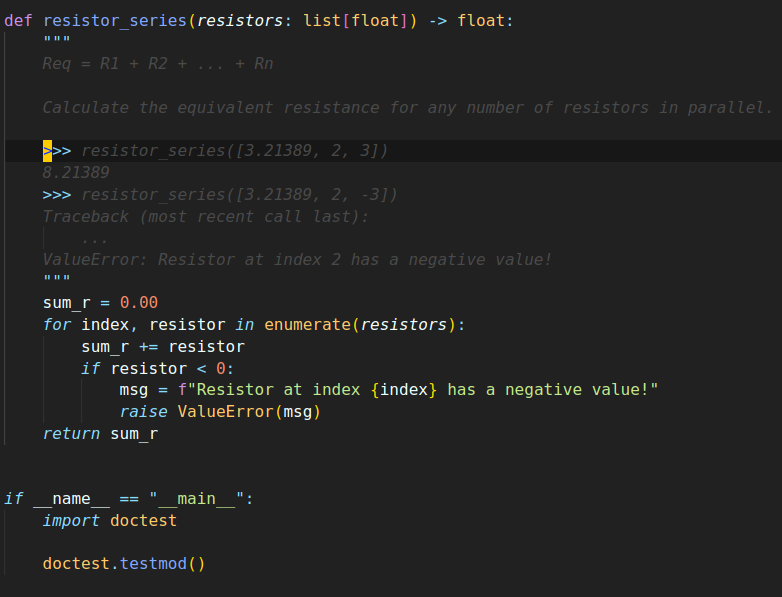 def resistor_series(resistors: list[float]) -> float:
    """
    Req = R1 + R2 + ... + Rn

    Calculate the equivalent resistance for any number of resistors in parallel.

    >>> resistor_series([3.21389, 2, 3])
    8.21389
    >>> resistor_series([3.21389, 2, -3])
    Traceback (most recent call last):
        ...
    ValueError: Resistor at index 2 has a negative value!
    """
    sum_r = 0.00
    for index, resistor in enumerate(resistors):
        sum_r += resistor
        if resistor < 0:
            msg = f"Resistor at index {index} has a negative value!"
            raise ValueError(msg)
    return sum_r


if __name__ == "__main__":
    import doctest

    doctest.testmod()